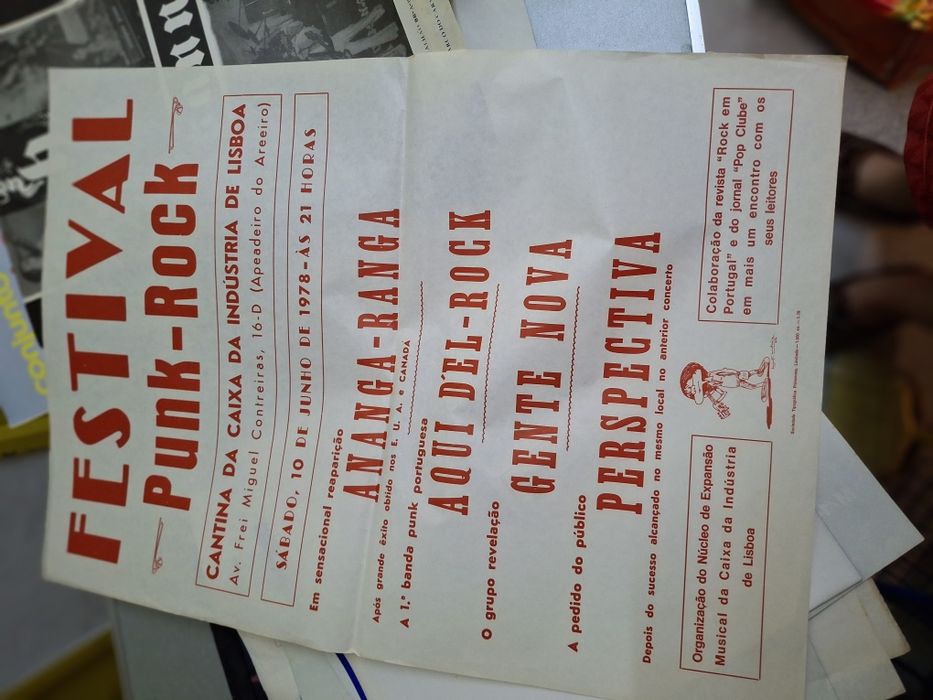 FESTIVAL
Punk-Rock
CANTINA DA CAIXA DA INDÚSTRIA DE LISBOA
Av. Frei Miguel Contreiras, 16-D (Apeadeiro do Areeiro)
SÁBADO, 10 DE JUNHO DE 1978-ÀS 21 HORAS
Em sensacional reaparição
ANANGA-RANGA
Após grande êxito obtido nos E. U. A. e CANADÁ
A 1.ª banda punk portuguesa
AQUI D'EL-ROCK
O grupo revelação
GENTE NOVA
A pedido do público
PERSPECTIVA
Depois do sucesso alcançado no mesmo local no anterior concerto
Organização do Núcleo de Expansão
Musical da Caixa da Indústria
de Lisboa
Colaboração da revista "Rock em
Portugal" e do jornal "Pop Clube"
em mais um encontro com os
seus leitores
conjunto